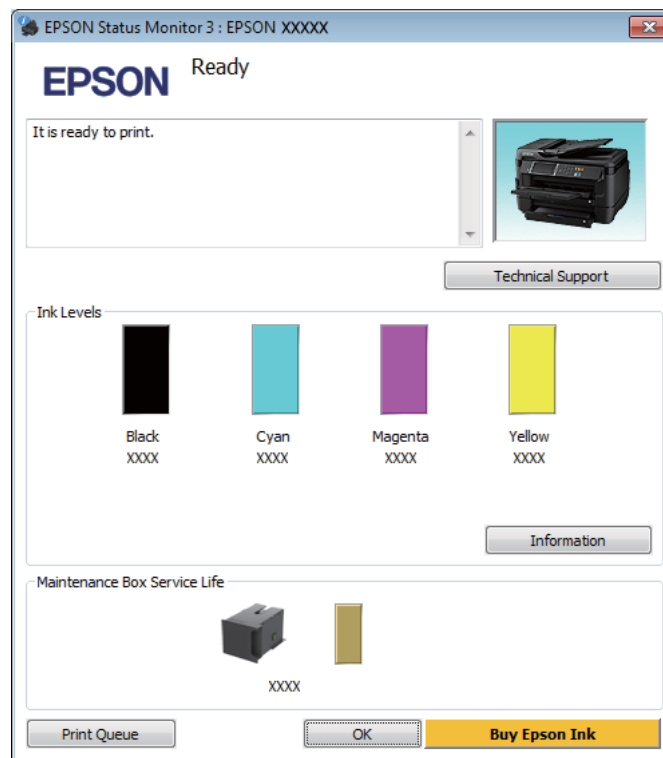 EPSON Status Monitor 3 : EPSON XXXXX
EPSON
Ready
It is ready to print.
Technical Support
Ink Levels
Black Cyan Magenta Yellow
XXXX XXXX XXXX XXXX
Information
Maintenance Box Service Life
XXXX
Print Queue OK Buy Epson Ink